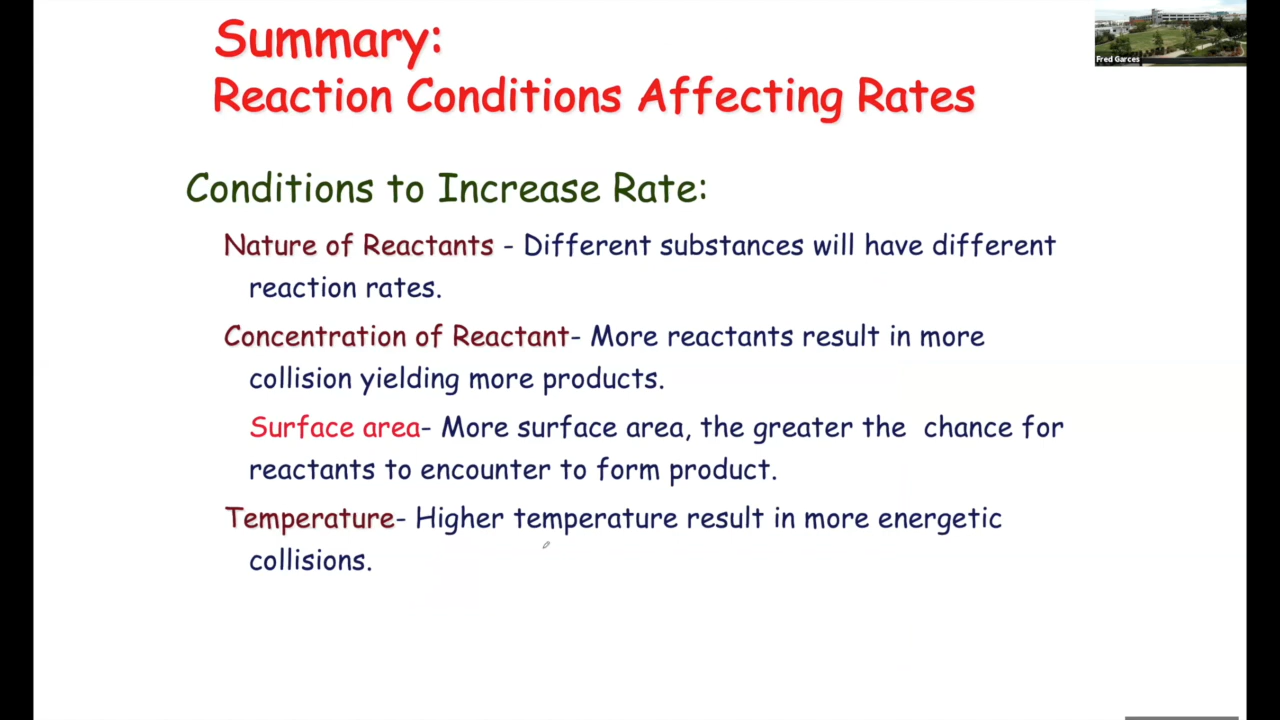 Summary:
Reaction Conditions Affecting Rates
Fred Garces
Conditions to Increase Rate:
Nature of Reactants - Different substances will have different
reaction rates.
Concentration of Reactant- More reactants result in more
collision yielding more products.
Surface area- More surface area, the greater the chance for
reactants to encounter to form product.
Temperature- Higher temperature result in more energetic
collisions.